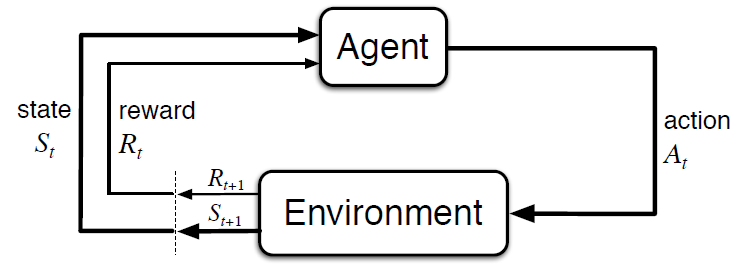 Agent
state
S_t
reward
R_t
action
A_t
R_{t+1}
S_{t+1}
Environment